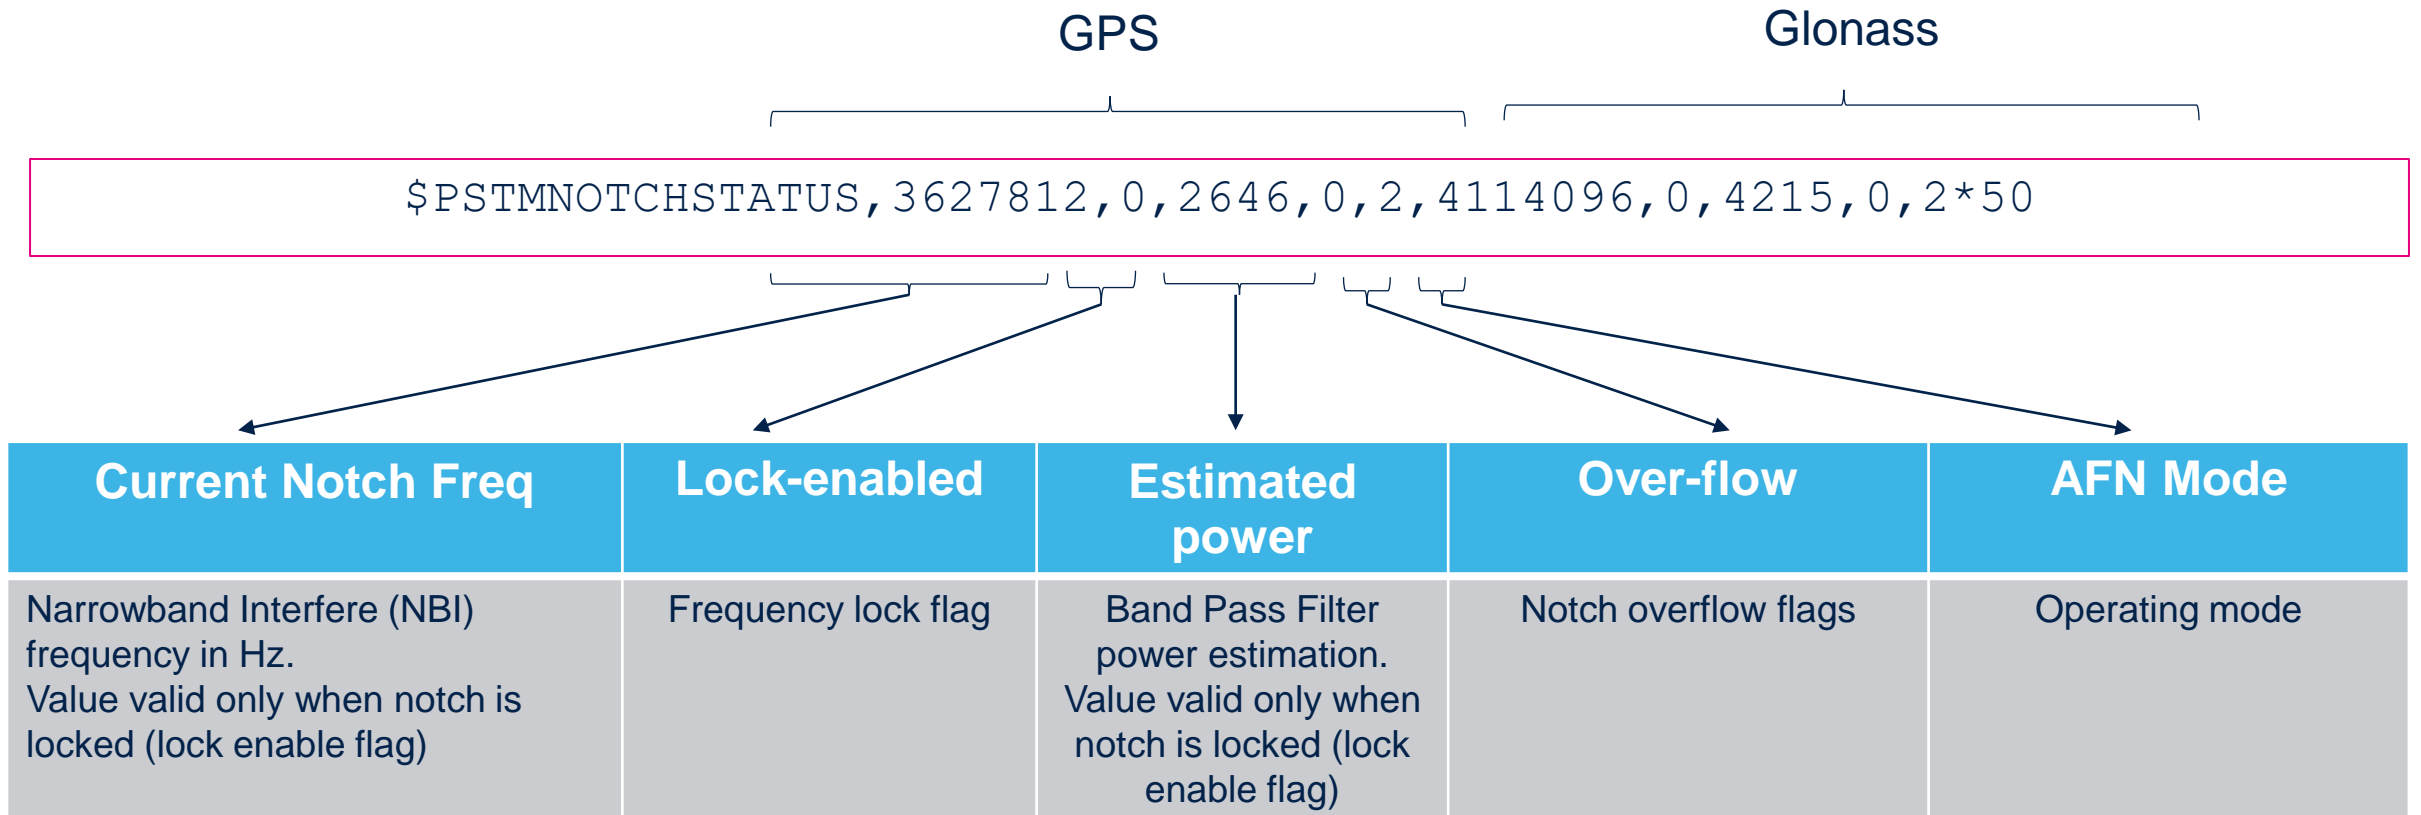 GPS
Glonass
$PSTMNOTCHSTATUS,3627812,0,2646,0,2,4114096,0,4215,0,2*50
Current Notch Freq
Lock-enabled
Estimated
power
Over-flow
AFN Mode
Narrowband Interfere (NBI)
frequency in Hz.
Value valid only when notch is
locked (lock enable flag)
Frequency lock flag
Band Pass Filter
power estimation.
Value valid only when
notch is locked (lock
enable flag)
Notch overflow flags
Operating mode